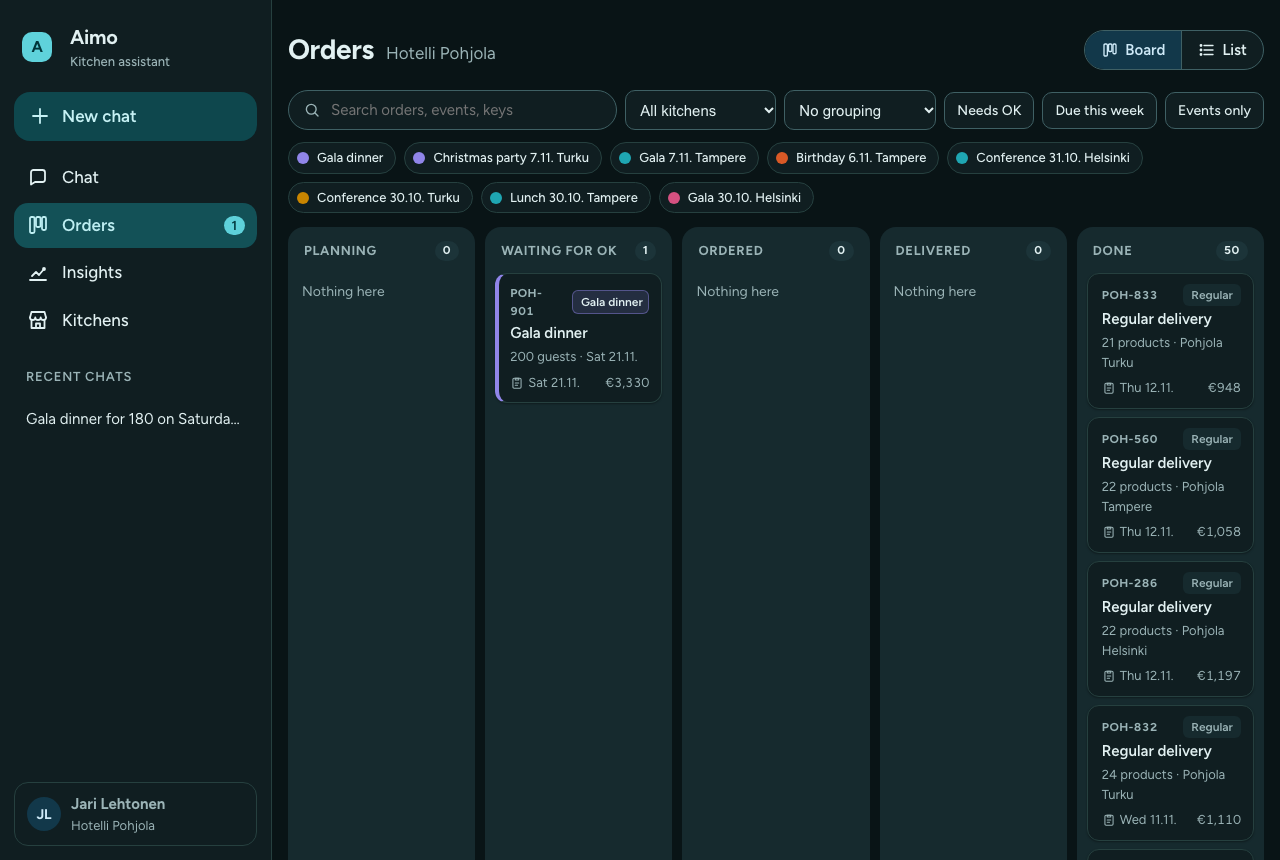 A
Aimo
Kitchen assistant
New chat
Chat
Orders
1
Insights
Kitchens
RECENT CHATS
Gala dinner for 180 on Saturda...
JL
Jari Lehtonen
Hotelli Pohjola
Orders Hotelli Pohjola
Board
List
Search orders, events, keys
All kitchens
No grouping
Needs OK
Due this week
Events only
Gala dinner
Christmas party 7.11. Turku
Gala 7.11. Tampere
Birthday 6.11. Tampere
Conference 31.10. Helsinki
Conference 30.10. Turku
Lunch 30.10. Tampere
Gala 30.10. Helsinki
PLANNING 0
Nothing here
WAITING FOR OK 1
POH-
901
Gala dinner
Gala dinner
200 guests · Sat 21.11.
Sat 21.11. €3,330
ORDERED 0
Nothing here
DELIVERED 0
Nothing here
DONE 50
POH-833 Regular
Regular delivery
21 products · Pohjola
Turku
Thu 12.11. €948
POH-560 Regular
Regular delivery
22 products · Pohjola
Tampere
Thu 12.11. €1,058
POH-286 Regular
Regular delivery
22 products · Pohjola
Helsinki
Thu 12.11. €1,197
POH-832 Regular
Regular delivery
24 products · Pohjola
Turku
Wed 11.11. €1,110